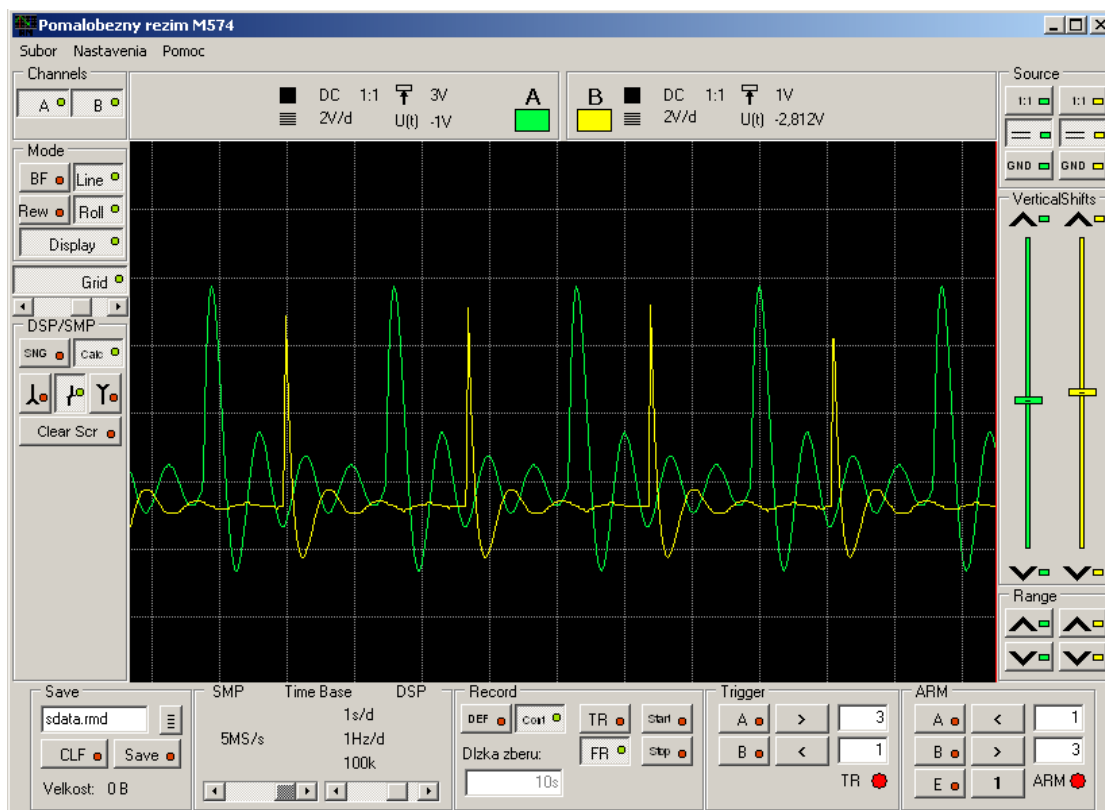 Pomalobezny rezim M574
Subor Nastavenia Pomoc
Channels
A B
DC 1:1 3V
2V/d U(t) -1V
A
B
DC 1:1 1V
2V/d U(t) -2,812V
Source
1:1 1:1
GND GND
Mode
BF Line
Rew Roll
Display
Grid
DSP/SMP
SNG Calc
Clear Scr
VerticalShifts
Range
Save
sdata.rmd
CLF Save
Velkost: 0 B
SMP Time Base DSP
1s/d
5MS/s 1Hz/d
100k
Record
DEF Cont TR Start
Dlzka zberu: FR Stop
10s
Trigger
A > 3
B < 1
TR
ARM
A < 1
B > 3
E 1 ARM